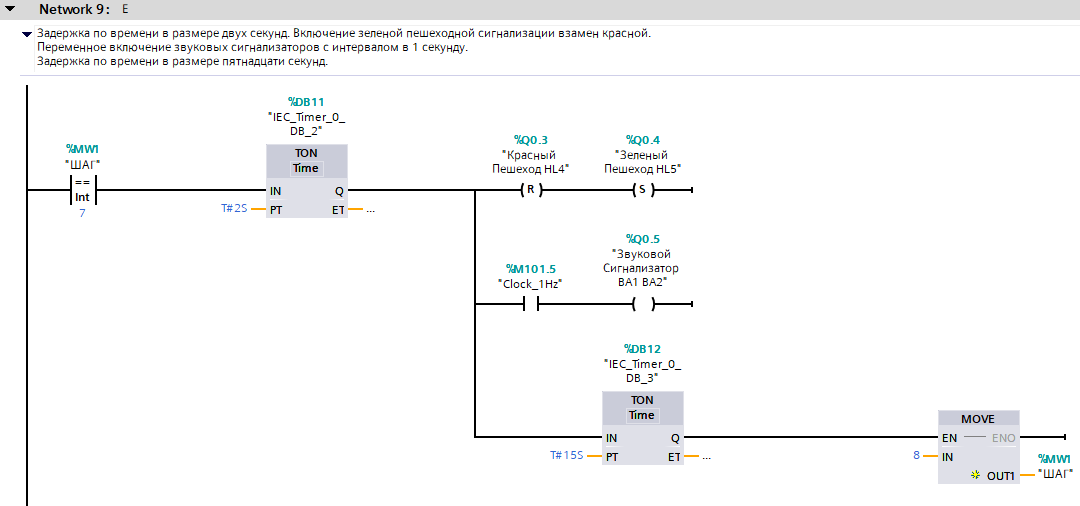 Network 9: E
Задержка по времени в размере двух секунд. Включение зеленой пешеходной сигнализации взамен красной.
Переменное включение звуковых сигнализаторов с интервалом в 1 секунду.
Задержка по времени в размере пятнадцати секунд.
%MW1
"ШАГ"
==
Int
7
%DB11
"IEC_Timer_0_
DB_2"
TON
Time
IN Q
T#2S PT ET ...
%Q0.3
"Красный
Пешеход HL4"
R
%Q0.4
"Зеленый
Пешеход HL5"
S
%M101.5
"Clock_1Hz"
%Q0.5
"Звуковой
Сигнализатор
BA1 BA2"
%DB12
"IEC_Timer_0_
DB_3"
TON
Time
IN Q
T#15S PT ET ...
MOVE
EN ENO
8 IN
OUT1
%MW1
"ШАГ"